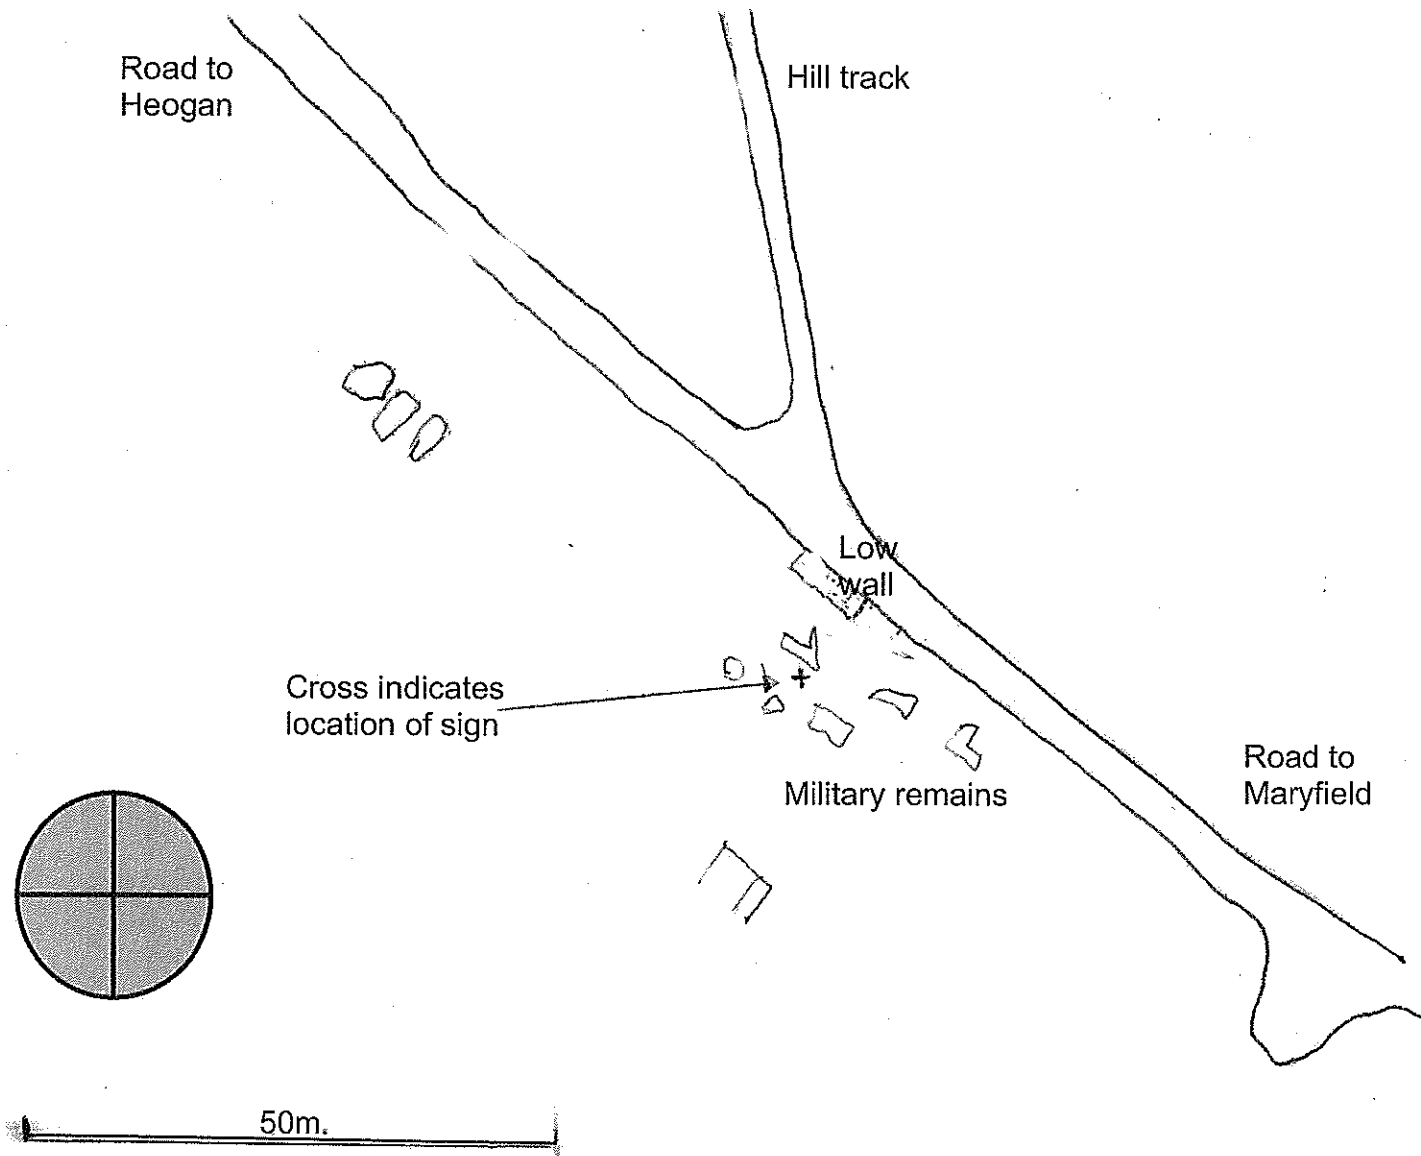 Road to
Heogan
Hill track
Low
wall
Cross indicates
location of sign
Military remains
Road to
Maryfield
50m.